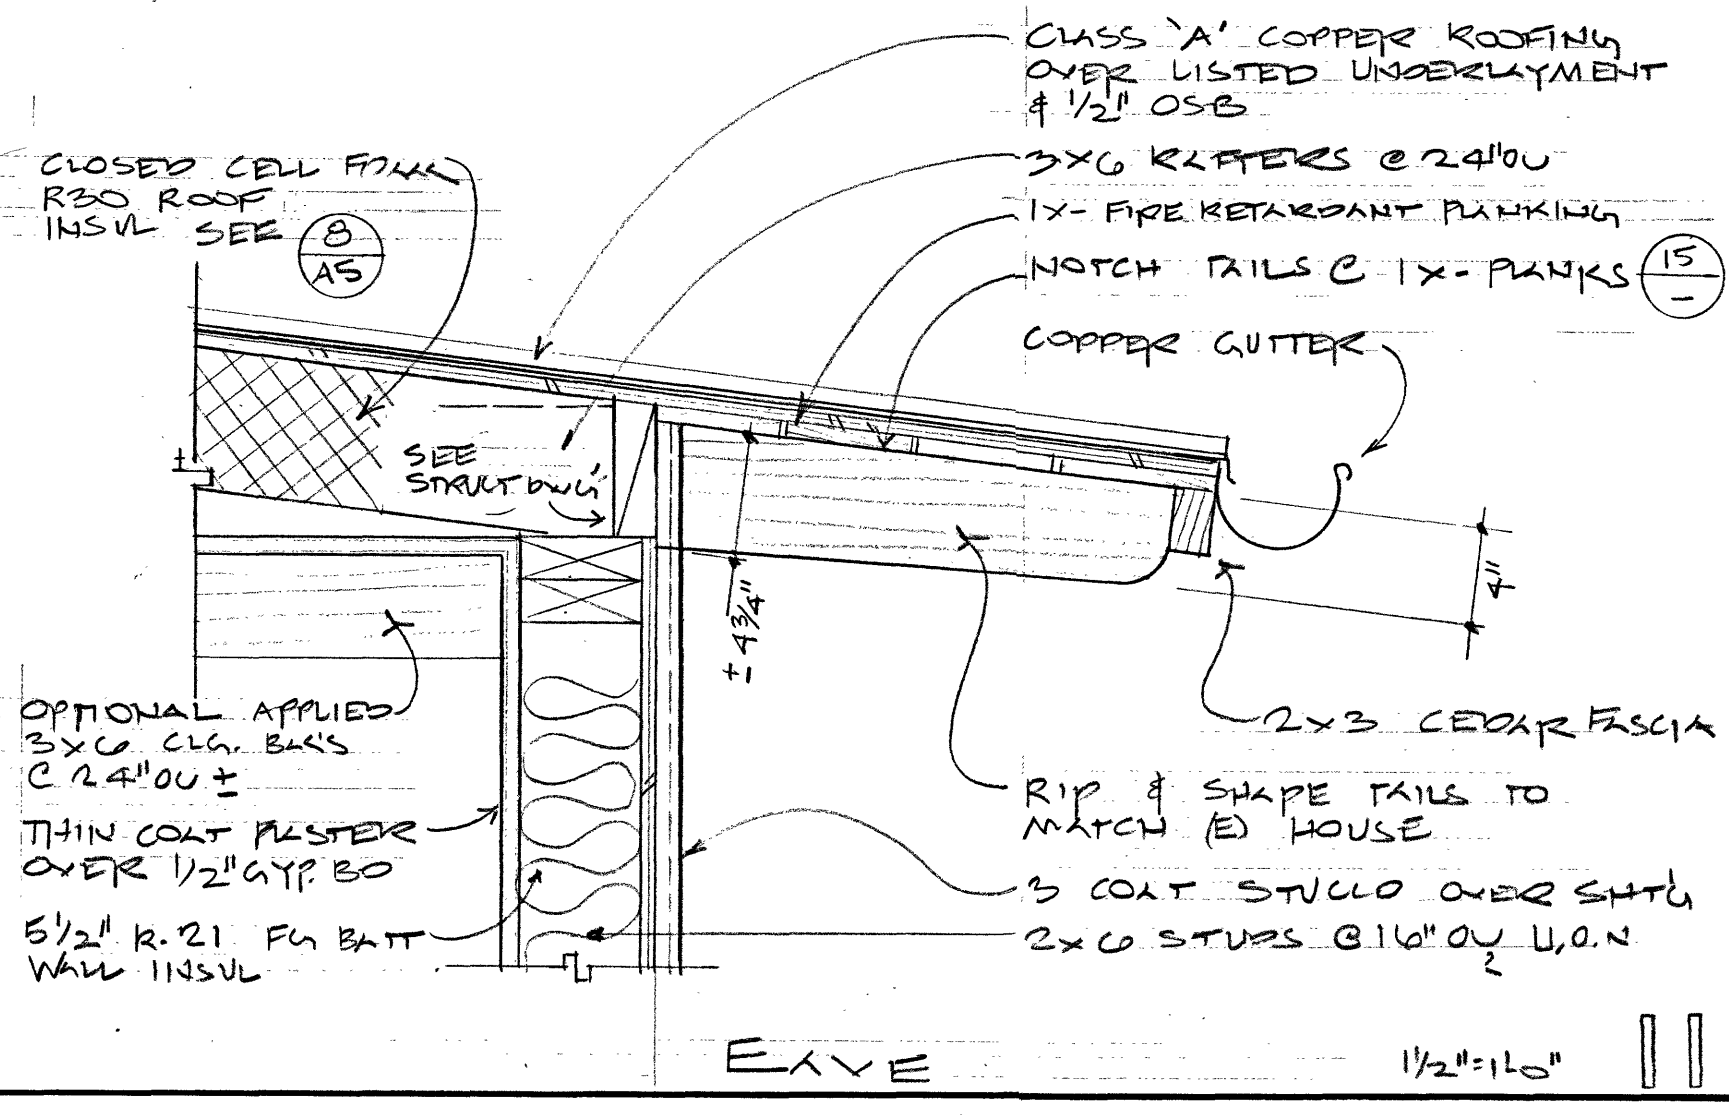 CLASS 'A' COPPER ROOFING
OVER LISTED UNDERLAYMENT
& 1/2" OSB
3X6 RAFTERS @ 24"OC
1X- FIRE RETARDANT PLANKING
NOTCH TAILS @ 1X- PLANKS
15
-
COPPER GUTTER
CLOSED CELL FOAM
R30 ROOF
INSUL SEE
8
A5
SEE
STRUCT DWG'
± 4 3/4"
4"
2X3 CEDAR FASCIA
OPTIONAL APPLIED
3X6 CLG. BMS
@ 24"OC ±
THIN COAT PLASTER
OVER 1/2" GYP. BD
5 1/2" R.21 FG BATT
WALL INSUL
RIP & SHAPE TAILS TO
MATCH (E) HOUSE
3 COAT STUCCO OVER SHT'G
2X6 STUDS @ 16" OC U.O.N
EAVE
1 1/2"=1'-0"
11